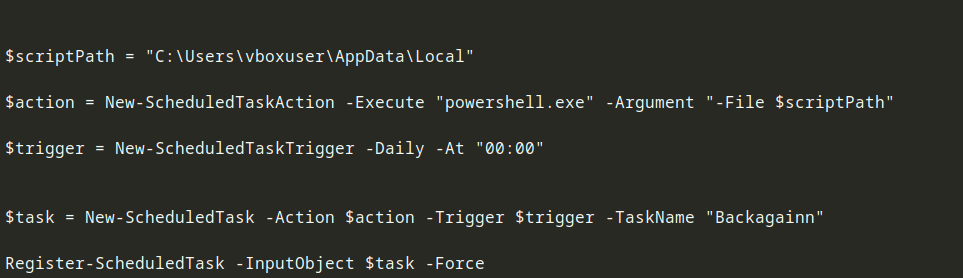 $scriptPath = "C:\Users\vboxuser\AppData\Local"
$action = New-ScheduledTaskAction -Execute "powershell.exe" -Argument "-File $scriptPath"
$trigger = New-ScheduledTaskTrigger -Daily -At "00:00"
$task = New-ScheduledTask -Action $action -Trigger $trigger -TaskName "Backagainn"
Register-ScheduledTask -InputObject $task -Force